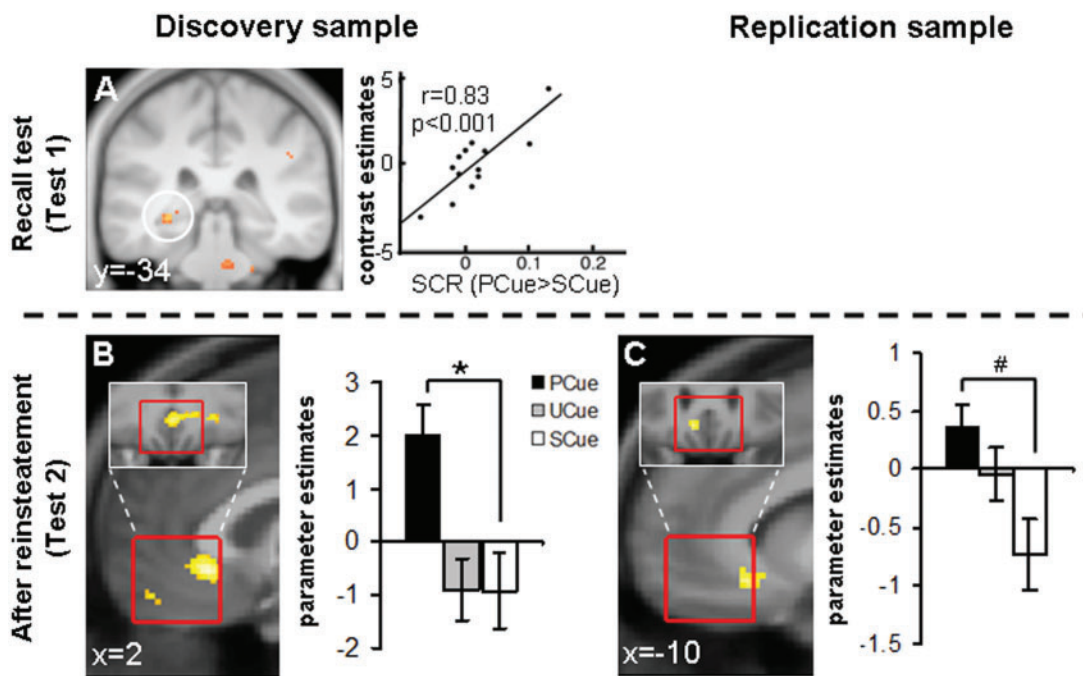 Discovery sample
Replication sample
Recall test
(Test 1)
A
y=-34
contrast estimates
5
0
-5
r=0.83
p<0.001
0
0.1
0.2
SCR (PCue>SCue)
After reinsteatement
(Test 2)
B
x=2
parameter estimates
3
2
1
0
-1
-2
*
PCue
UCue
SCue
C
x=-10
parameter estimates
1
0.5
0
-0.5
-1
-1.5
#